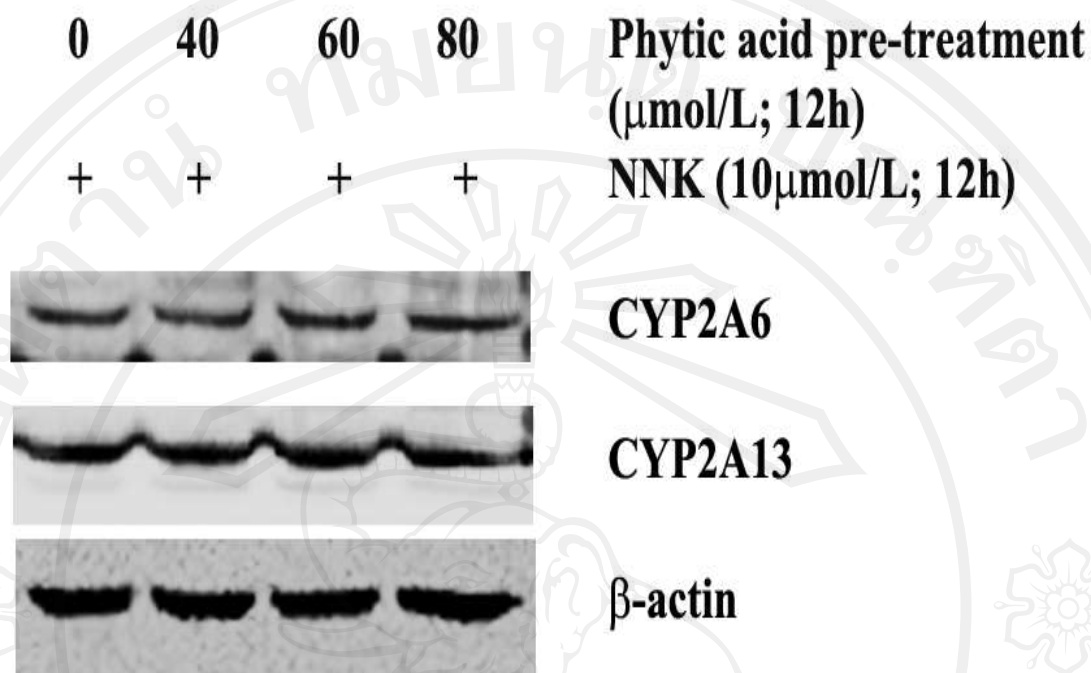 0 40 60 80 Phytic acid pre-treatment
(μmol/L; 12h)
+ + + + NNK (10μmol/L; 12h)
CYP2A6
CYP2A13
β-actin